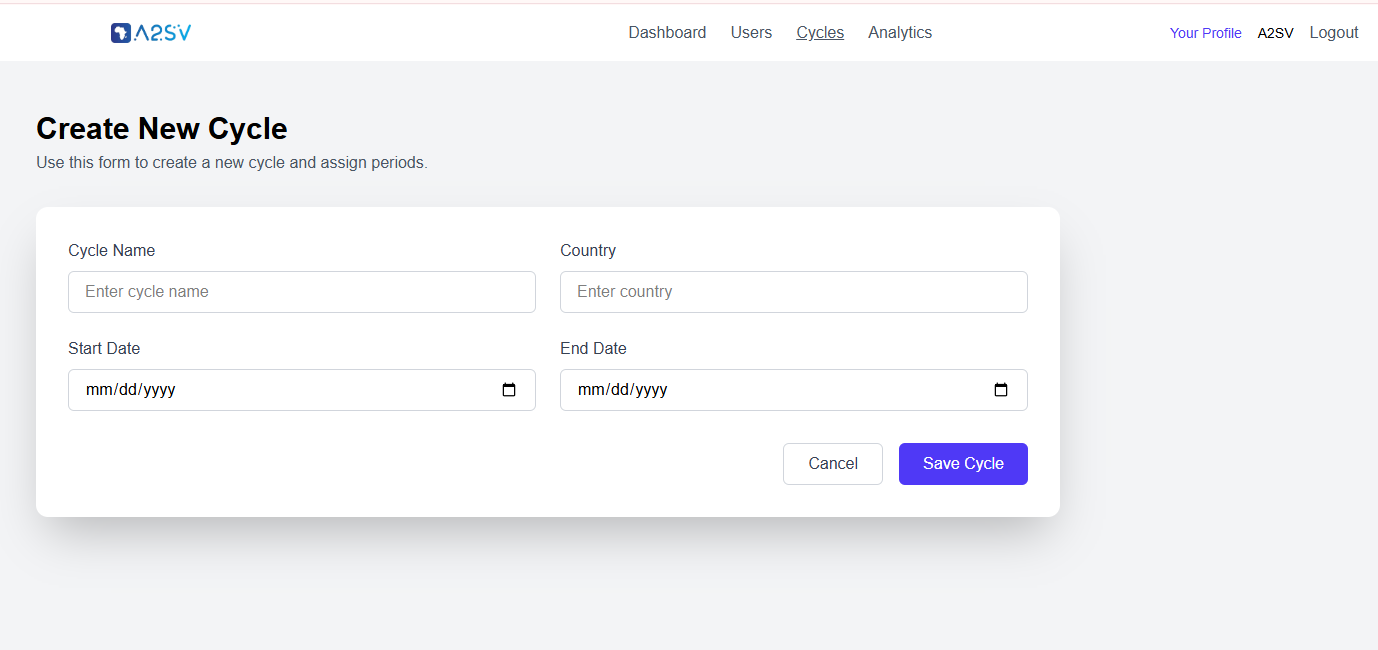 A2SV Dashboard Users Cycles Analytics Your Profile A2SV Logout
Create New Cycle
Use this form to create a new cycle and assign periods.
Cycle Name Country
Enter cycle name Enter country
Start Date End Date
mm/dd/yyyy mm/dd/yyyy
Cancel Save Cycle